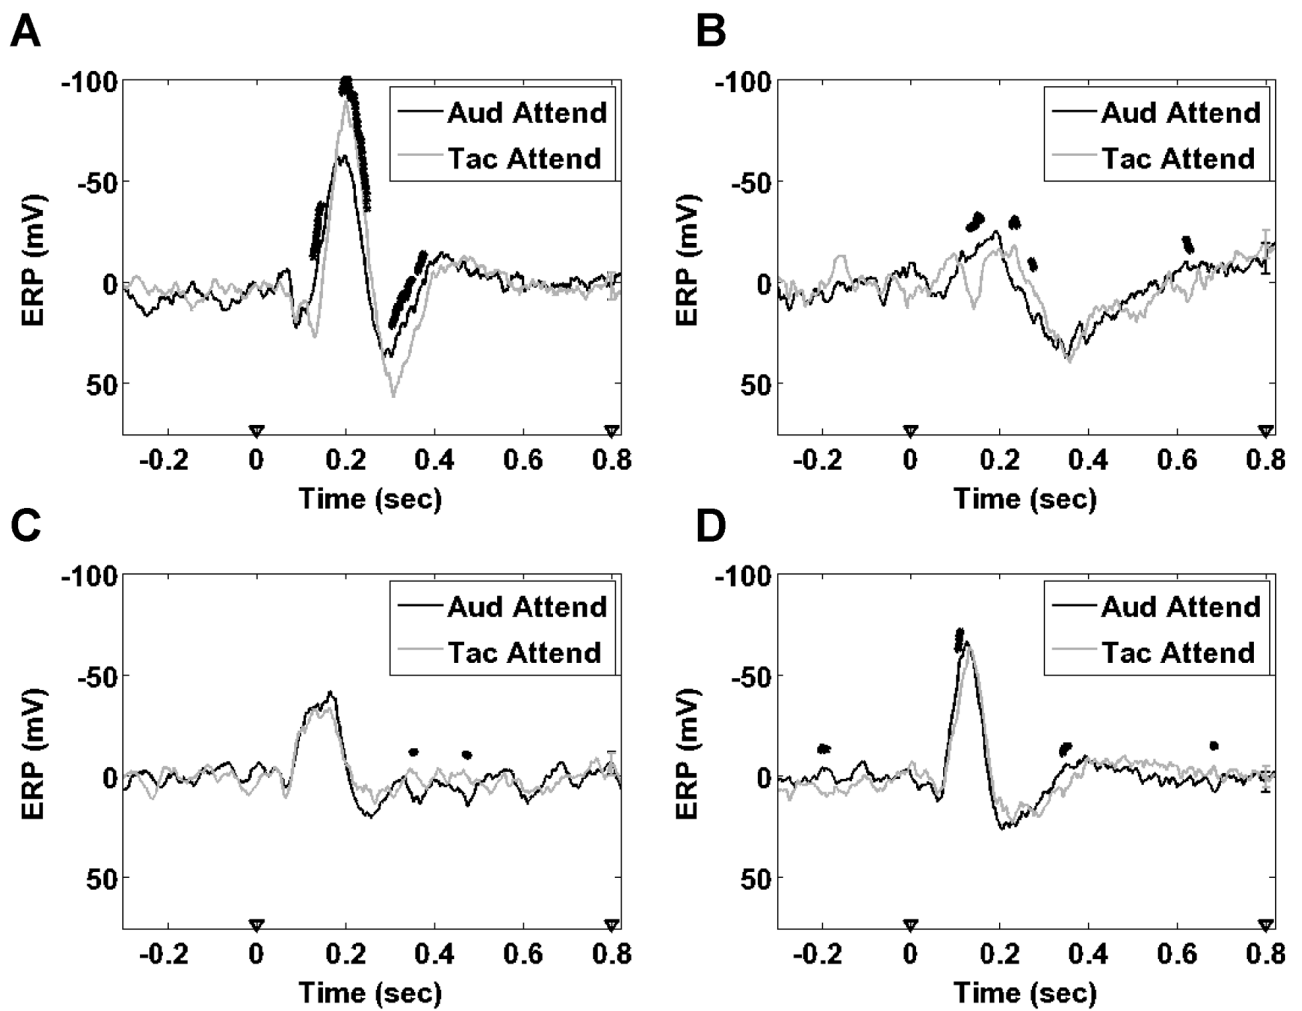 A
-100
-50
0
50
ERP (mV)
Aud Attend
Tac Attend
-0.2 0 0.2 0.4 0.6 0.8
Time (sec)
B
-100
-50
0
50
ERP (mV)
Aud Attend
Tac Attend
-0.2 0 0.2 0.4 0.6 0.8
Time (sec)
C
-100
-50
0
50
ERP (mV)
Aud Attend
Tac Attend
-0.2 0 0.2 0.4 0.6 0.8
Time (sec)
D
-100
-50
0
50
ERP (mV)
Aud Attend
Tac Attend
-0.2 0 0.2 0.4 0.6 0.8
Time (sec)